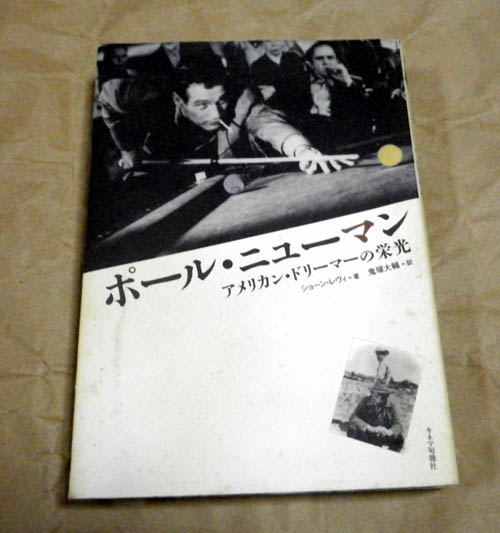 ポール・ニューマン
アメリカン・ドリーマーの栄光
ショーン・レヴィ=著 鬼塚大輔=訳
キネマ旬報社